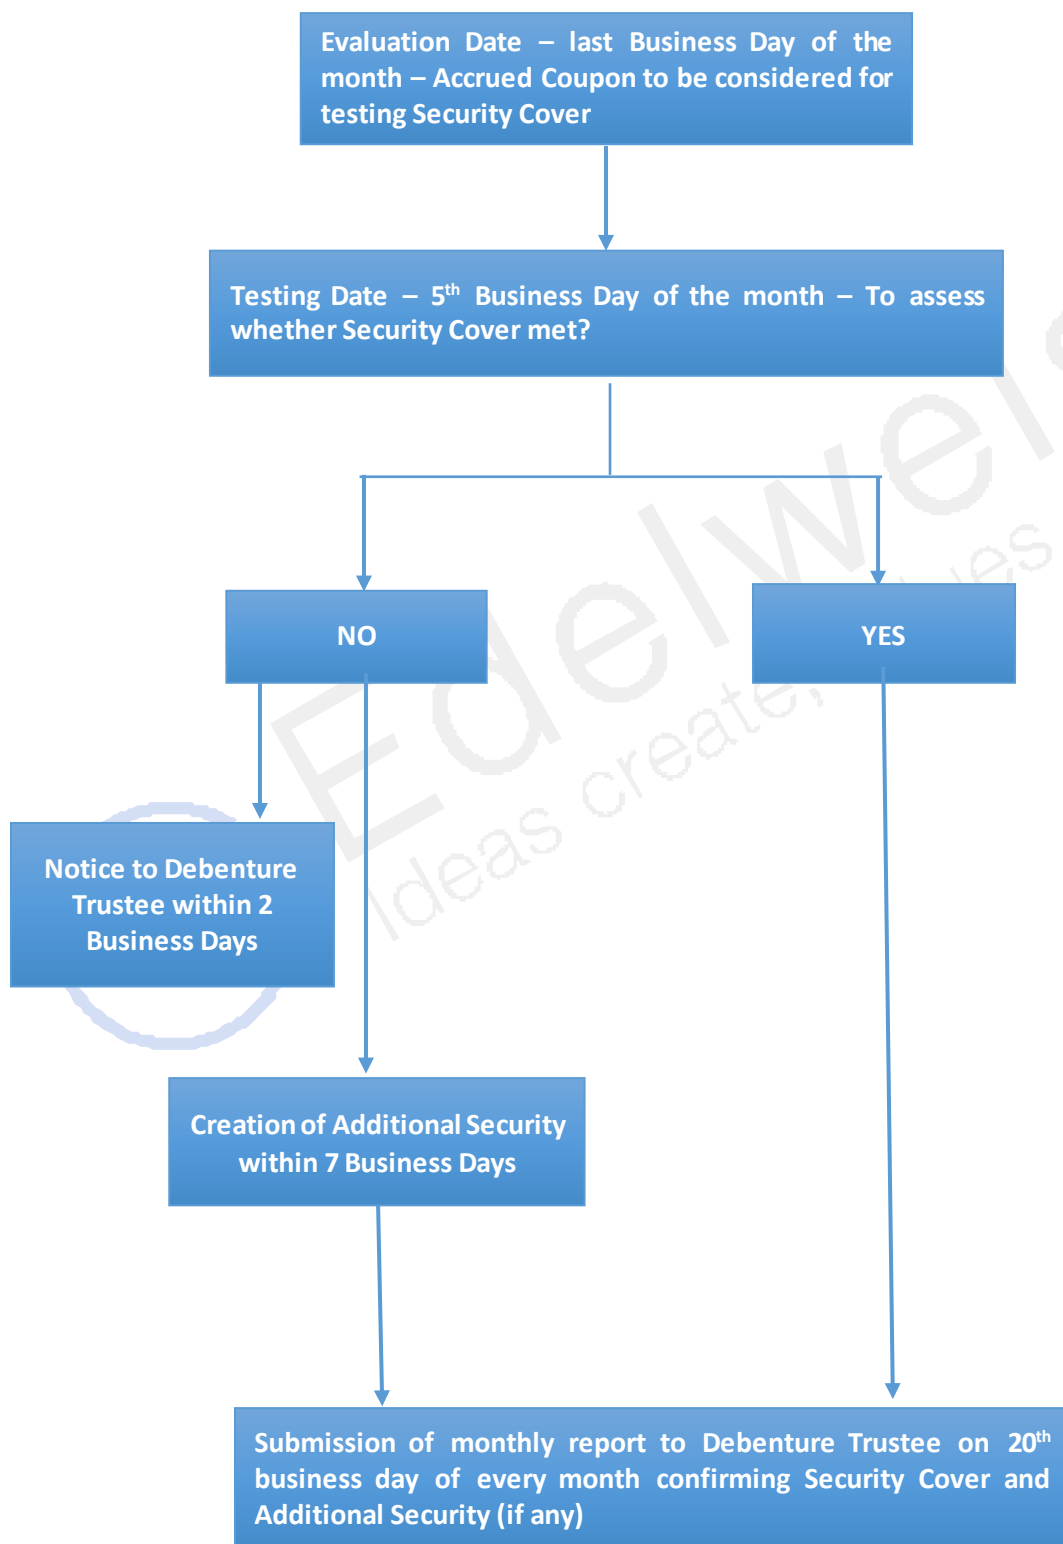 Evaluation Date – last Business Day of the
month – Accrued Coupon to be considered for
testing Security Cover
Testing Date – 5th Business Day of the month – To assess
whether Security Cover met?
NO
YES
Notice to Debenture
Trustee within 2
Business Days
Creation of Additional Security
within 7 Business Days
Submission of monthly report to Debenture Trustee on 20th
business day of every month confirming Security Cover and
Additional Security (if any)
Edelwei
Ideas create,